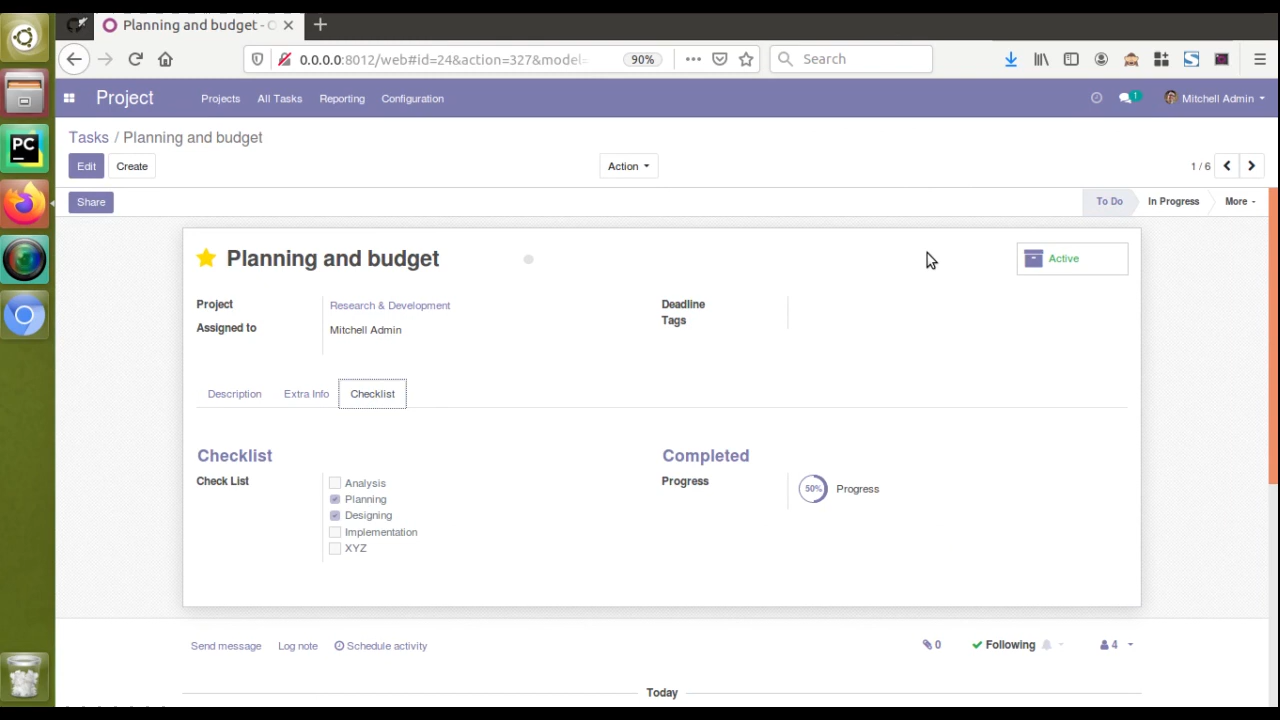 Planning and budget - O
0.0.0.0:8012/web#id=24&action=327&model=
90%
Search
Project
Projects
All Tasks
Reporting
Configuration
1
Mitchell Admin
Tasks / Planning and budget
Edit
Create
Action
1 / 6
Share
To Do
In Progress
More
Planning and budget
Active
Project
Research & Development
Assigned to
Mitchell Admin
Deadline
Tags
Description
Extra Info
Checklist
Checklist
Check List
Analysis
Planning
Designing
Implementation
XYZ
Completed
Progress
50%
Progress
Send message
Log note
Schedule activity
0
Following
4
Today
PC